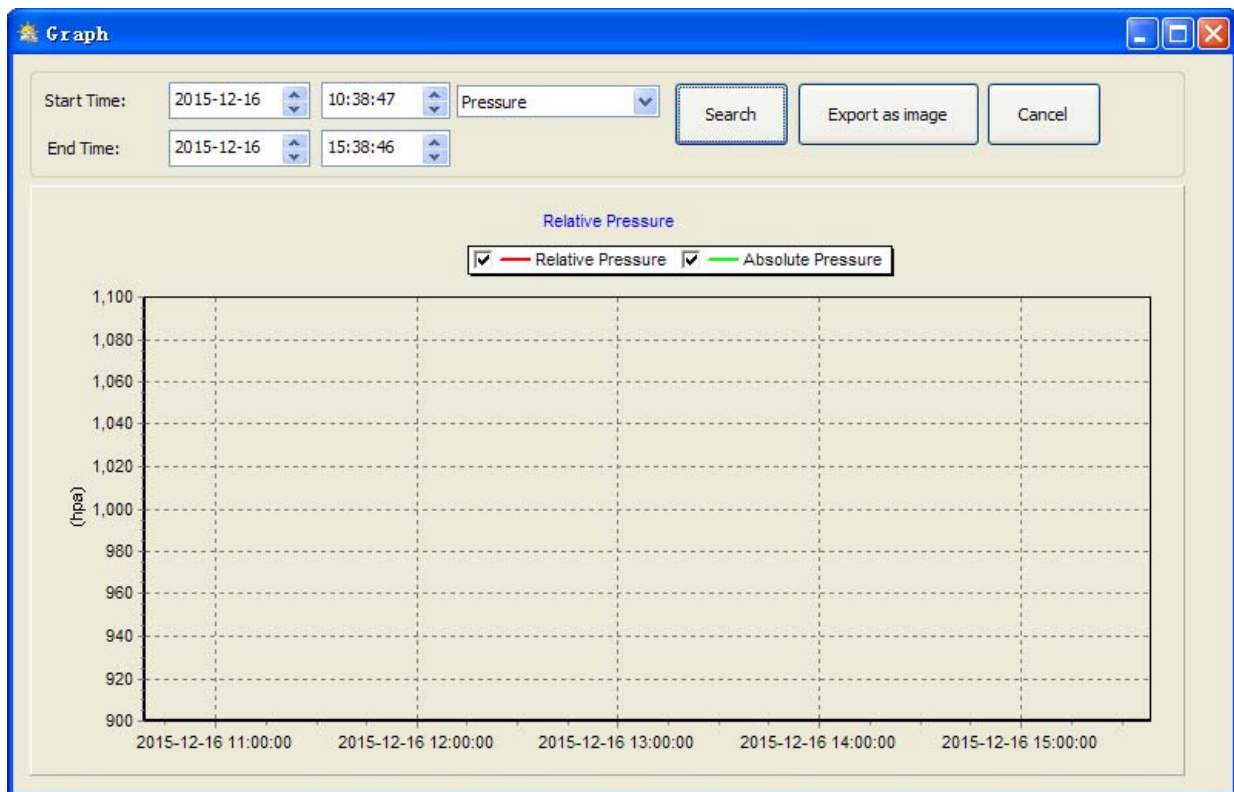 Graph
Start Time: 2015-12-16 10:38:47 Pressure Search Export as image Cancel
End Time: 2015-12-16 15:38:46
Relative Pressure
Relative Pressure Absolute Pressure
1,100
1,080
1,060
1,040
1,020
(hpa)
1,000
980
960
940
920
900
2015-12-16 11:00:00 2015-12-16 12:00:00 2015-12-16 13:00:00 2015-12-16 14:00:00 2015-12-16 15:00:00